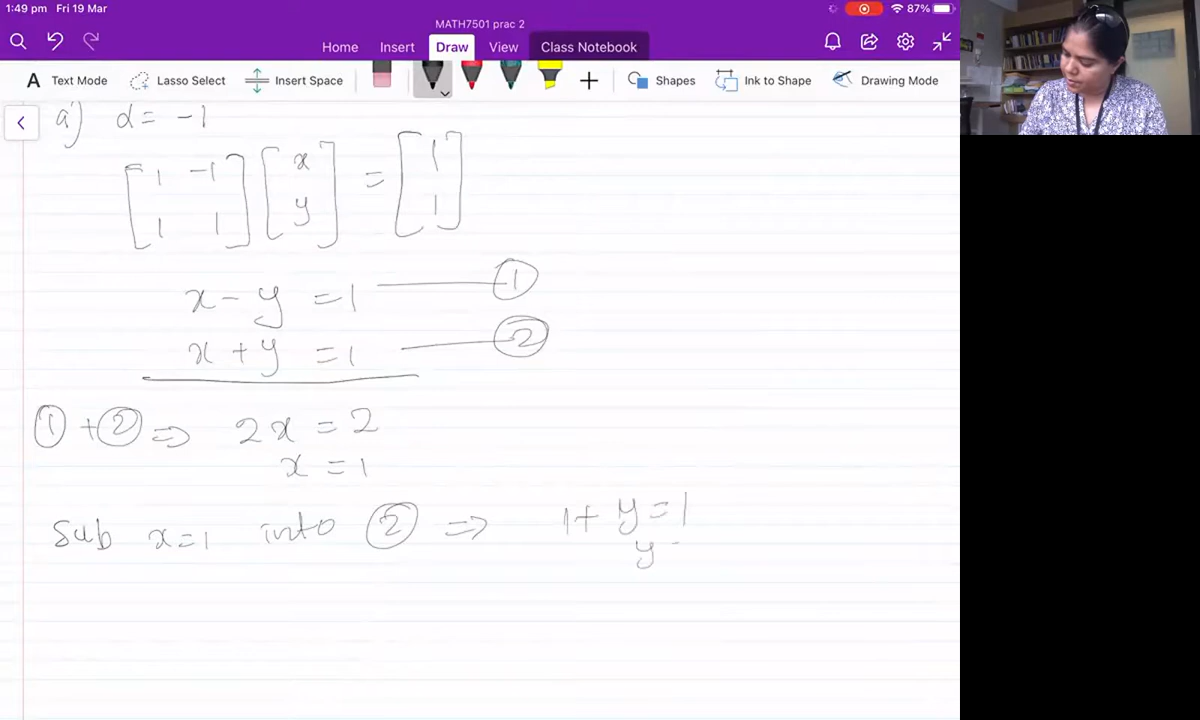 1:49 pm Fri 19 Mar
87%
MATH7501 prac 2
Home Insert Draw View Class Notebook
A Text Mode Lasso Select Insert Space + Shapes Ink to Shape Drawing Mode
a) α = -1
[1 -1; 1 1] [x; y] = [1; 1]
x - y = 1 ①
x + y = 1 ②
① + ② ⇒ 2x = 2
x = 1
Sub x=1 into ② ⇒ 1 + y = 1
y -